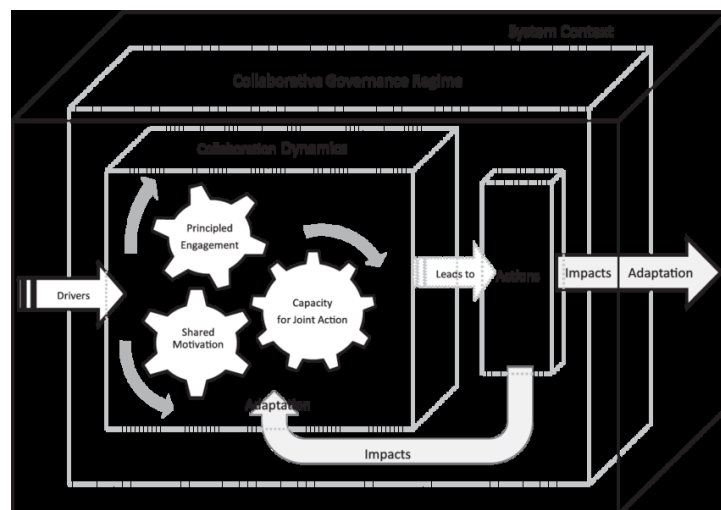 System Context
Collaborative Governance Regime
Collaboration Dynamics
Principled
Engagement
Drivers
Shared
Motivation
Capacity
for Joint Action
Leads to
Actions
Impacts
Adaptation
Adaptation
Impacts